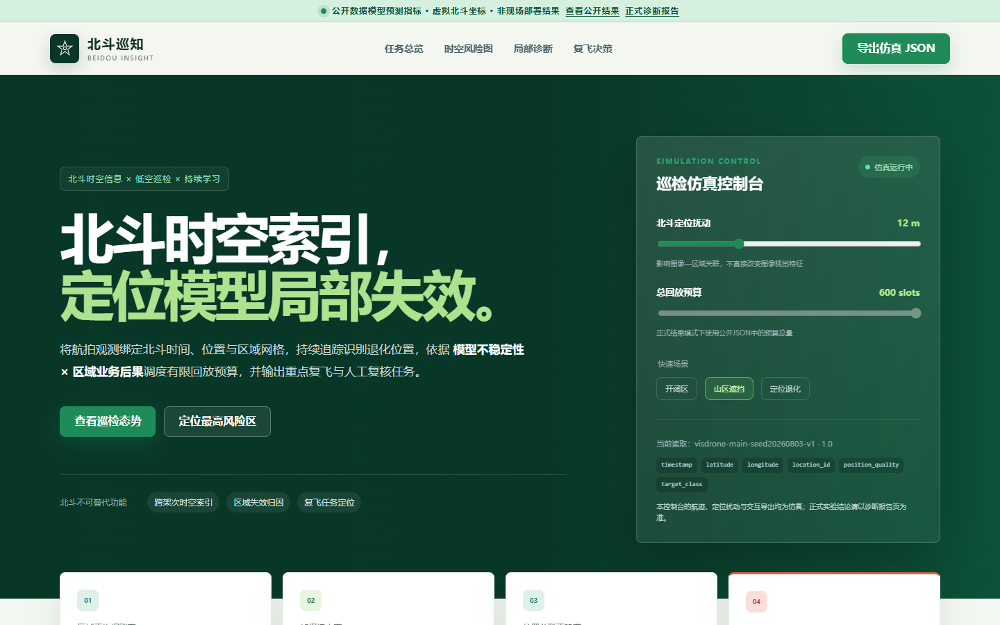 公开数据模型预测指标 • 虚拟北斗坐标 • 非现场部署结果 查看公开结果 正式诊断报告
北斗巡知
BEIDOU INSIGHT
任务总览 时空风险图 局部诊断 复飞决策
导出仿真 JSON
北斗时空信息 × 低空巡检 × 持续学习
北斗时空索引，
定位模型局部失效。
将航拍观测绑定北斗时间、位置与区域网格，持续追踪识别退化位置，依据 模型不稳定性
× 区域业务后果调度有限回放预算，并输出重点复飞与人工复核任务。
查看巡检态势 定位最高风险区
北斗不可替代功能 跨架次时空索引 区域失效归因 复飞任务定位
SIMULATION CONTROL
巡检仿真控制台
仿真运行中
北斗定位扰动 12 m
影响图像—区域关联，不直接改变图像视觉特征
总回放预算 600 slots
正式结果模式下使用公开JSON中的预算总量
快速场景
开阔区 山区遮挡 定位退化
当前读取：visdrone-main-seed20260803-v1 · 1.0
timestamp latitude longitude location_id position_quality
target_class
本控制台的航迹、定位扰动与交互导出均为仿真；正式实验结论请以诊断报告页为
准。
01 02 03 04